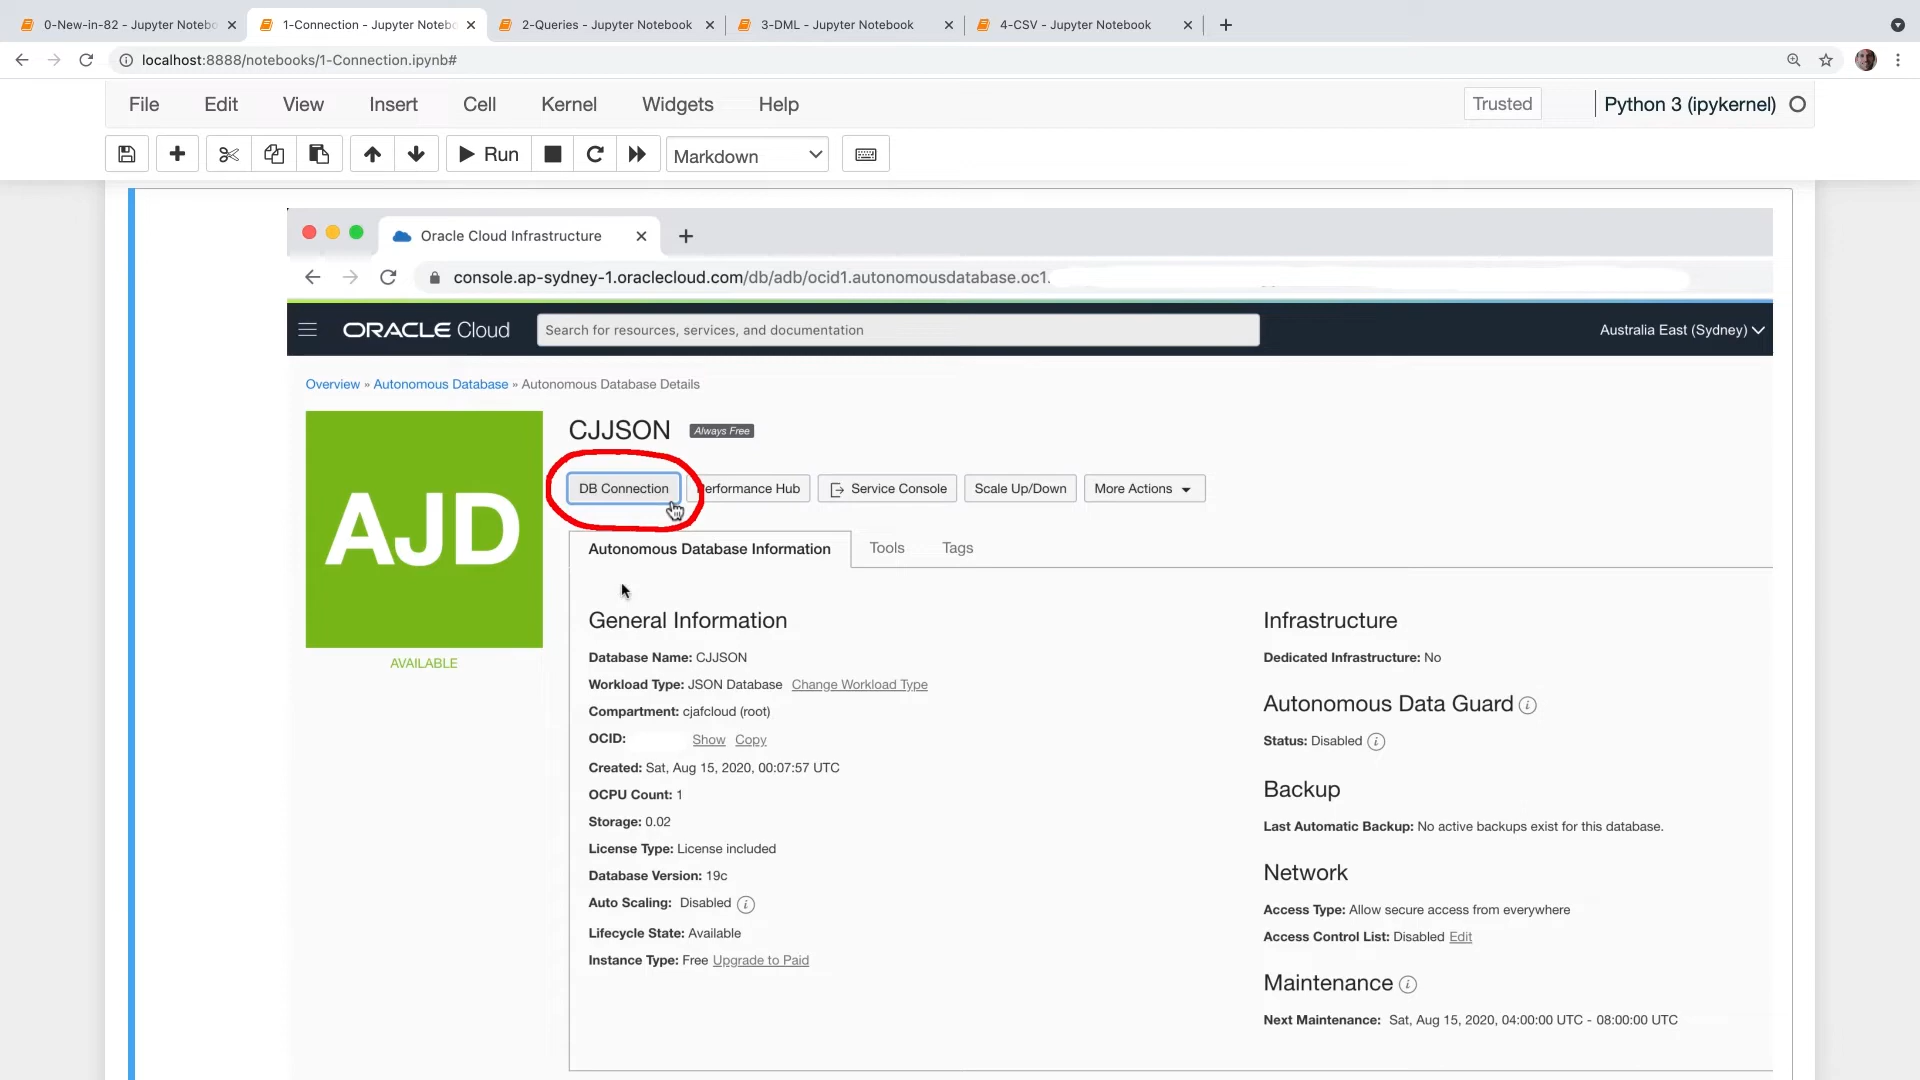 0-New-in-82 - Jupyter Notebo
1-Connection - Jupyter Notebo
2-Queries - Jupyter Notebook
3-DML - Jupyter Notebook
4-CSV - Jupyter Notebook
localhost:8888/notebooks/1-Connection.ipynb#
File Edit View Insert Cell Kernel Widgets Help
Trusted
Python 3 (ipykernel)
Run
Markdown
Oracle Cloud Infrastructure
console.ap-sydney-1.oraclecloud.com/db/adb/ocid1.autonomousdatabase.oc1.
ORACLE Cloud
Search for resources, services, and documentation
Australia East (Sydney)
Overview » Autonomous Database » Autonomous Database Details
AJD
AVAILABLE
CJJSON
Always Free
DB Connection
erformance Hub
Service Console
Scale Up/Down
More Actions
Autonomous Database Information
Tools
Tags
General Information
Database Name: CJJSON
Workload Type: JSON Database Change Workload Type
Compartment: cjafcloud (root)
OCID: Show Copy
Created: Sat, Aug 15, 2020, 00:07:57 UTC
OCPU Count: 1
Storage: 0.02
License Type: License included
Database Version: 19c
Auto Scaling: Disabled
Lifecycle State: Available
Instance Type: Free Upgrade to Paid
Infrastructure
Dedicated Infrastructure: No
Autonomous Data Guard
Status: Disabled
Backup
Last Automatic Backup: No active backups exist for this database.
Network
Access Type: Allow secure access from everywhere
Access Control List: Disabled Edit
Maintenance
Next Maintenance: Sat, Aug 15, 2020, 04:00:00 UTC - 08:00:00 UTC